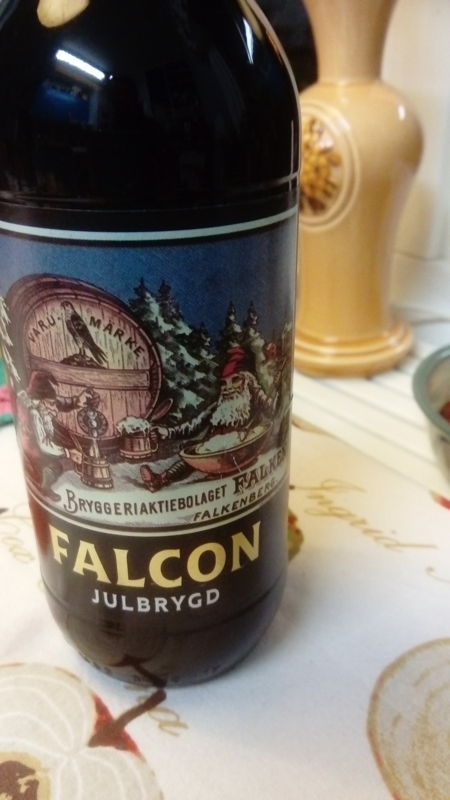 VARU-MÄRKE
BRYGGERIAKTIEBOLAGET FALKEN
FALKENBERG
FALCON
JULBRYGD
Ingrid